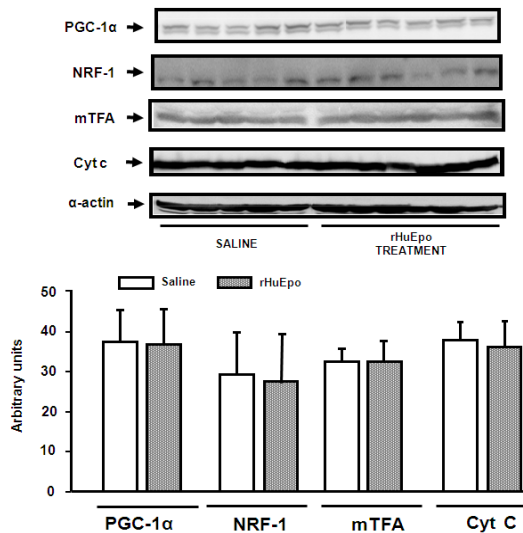 PGC-1α
NRF-1
mTFA
Cyt c
α-actin
SALINE
rHuEpo
TREATMENT
Saline
rHuEpo
Arbitrary units
50
40
30
20
10
0
PGC-1α
NRF-1
mTFA
Cyt C